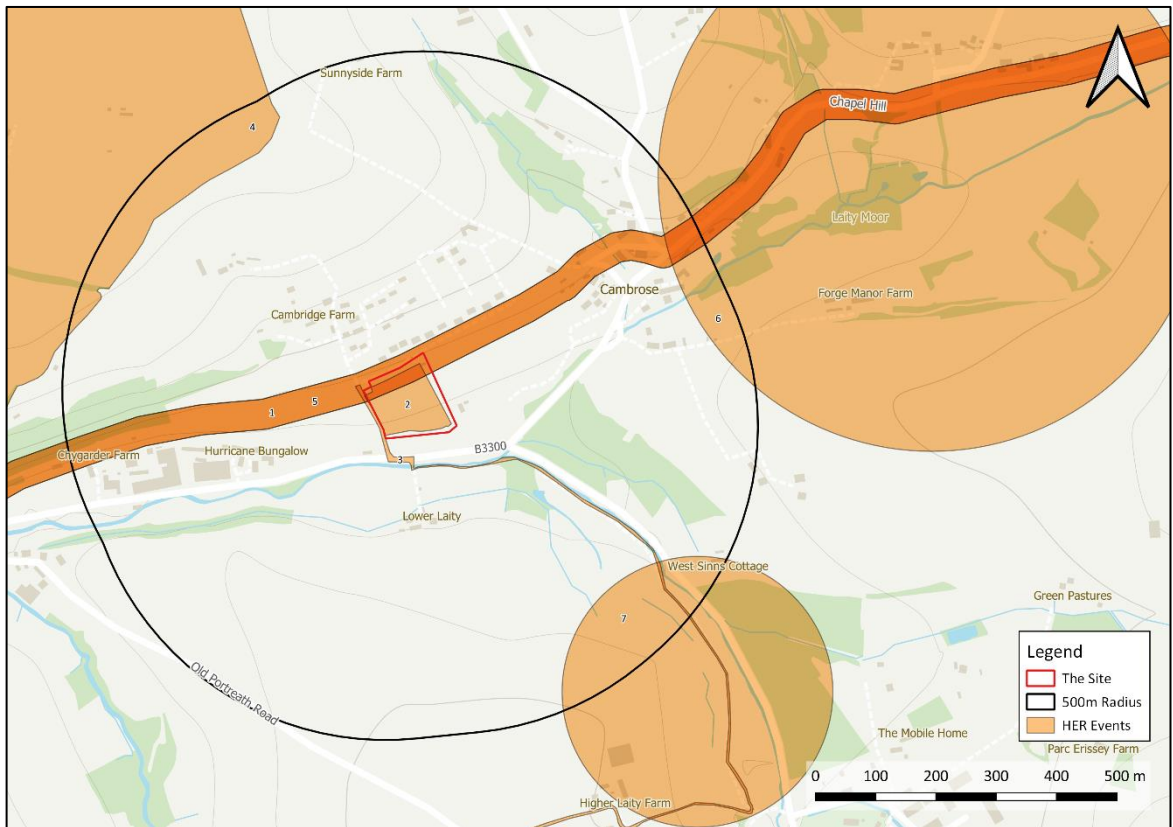 Sunnyside Farm
4
Chapel Hill
Laity Moor
Cambrose
Forge Manor Farm
6
Cambridge Farm
2
5
1
B3300
Chygarder Farm
Hurricane Bungalow
3
Lower Laity
West Sinns Cottage
7
Green Pastures
Old Portreath Road
The Mobile Home
Parc Erissey Farm
Higher Laity Farm
Legend
The Site
500m Radius
HER Events
0 100 200 300 400 500 m